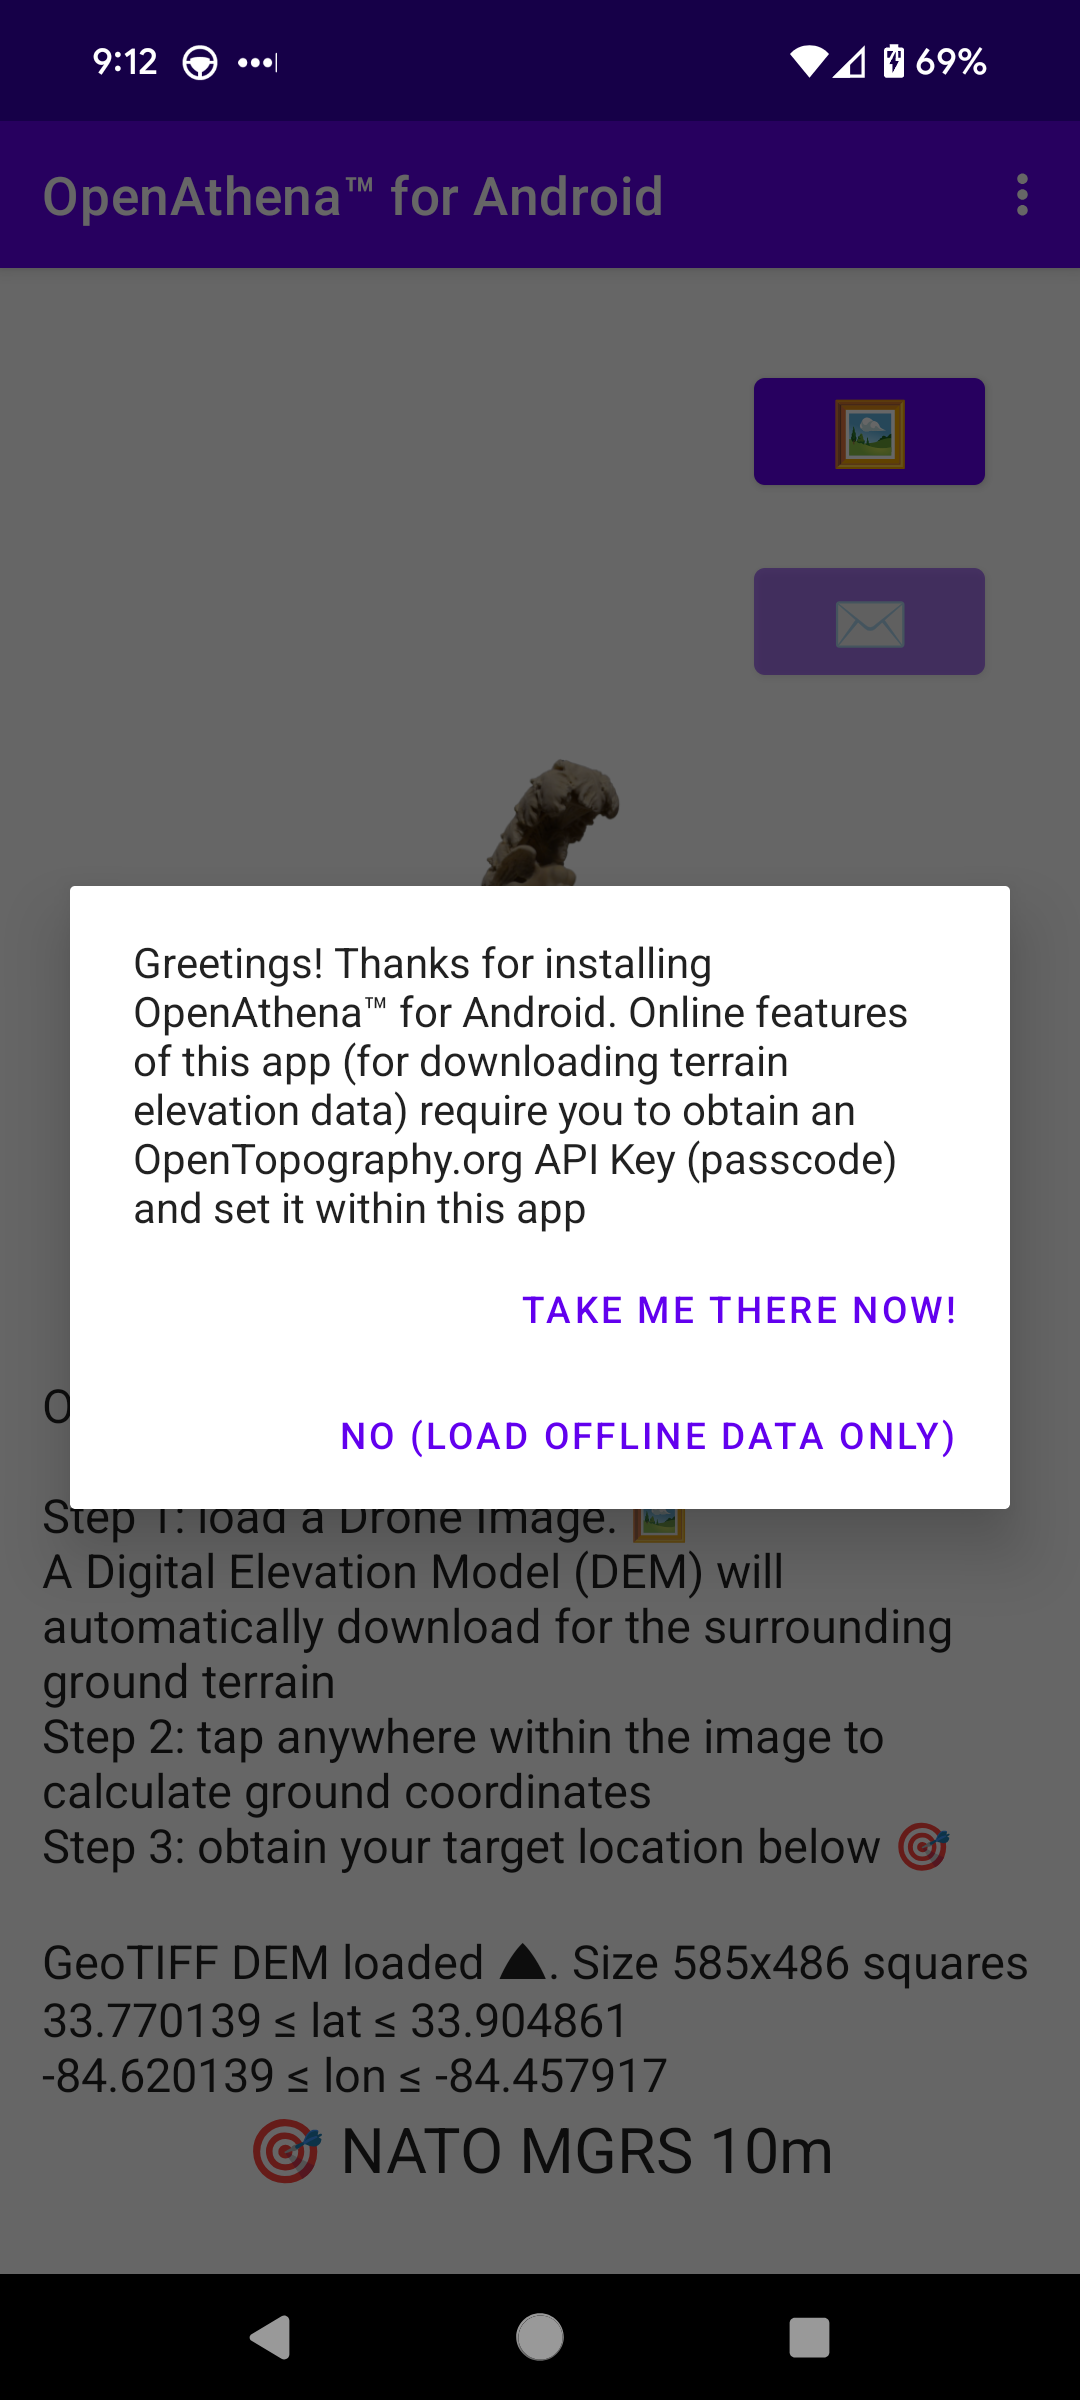 9:12
69%
OpenAthena™ for Android
Greetings! Thanks for installing
OpenAthena™ for Android. Online features
of this app (for downloading terrain
elevation data) require you to obtain an
OpenTopography.org API Key (passcode)
and set it within this app
TAKE ME THERE NOW!
NO (LOAD OFFLINE DATA ONLY)
Step 1: load a Drone Image. 🖼️
A Digital Elevation Model (DEM) will
automatically download for the surrounding
ground terrain
Step 2: tap anywhere within the image to
calculate ground coordinates
Step 3: obtain your target location below 🎯
GeoTIFF DEM loaded ⛰. Size 585x486 squares
33.770139 ≤ lat ≤ 33.904861
-84.620139 ≤ lon ≤ -84.457917
🎯 NATO MGRS 10m